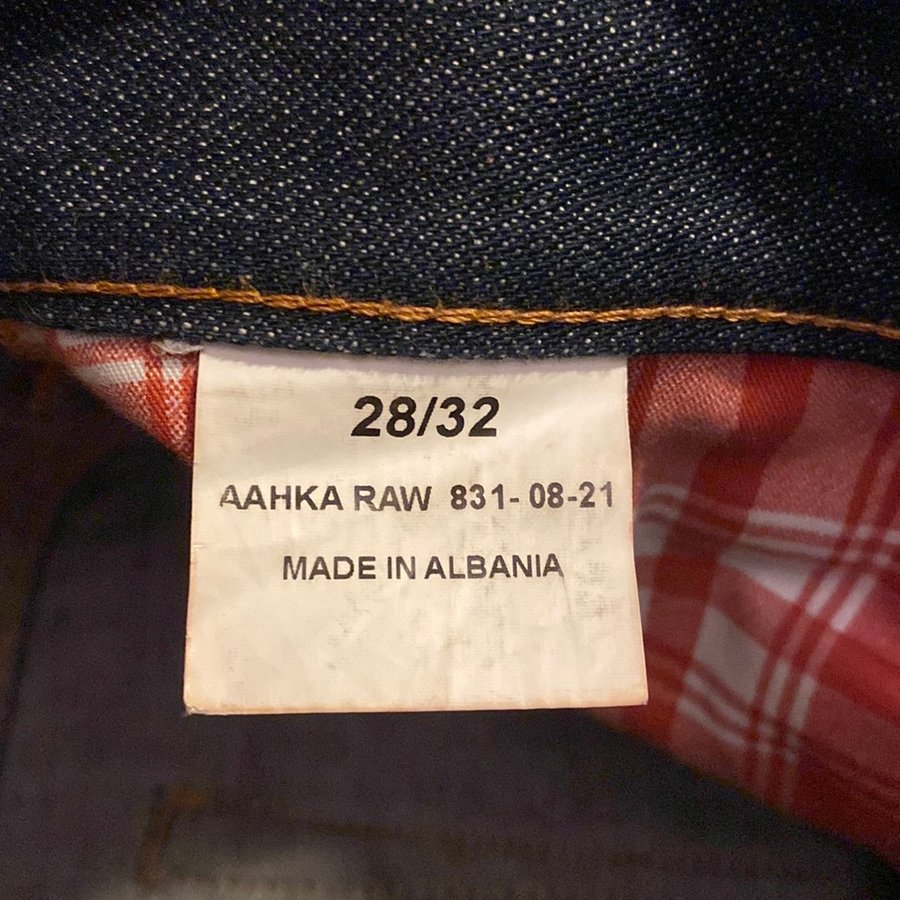 28/32
AAHKA RAW 831- 08-21
MADE IN ALBANIA